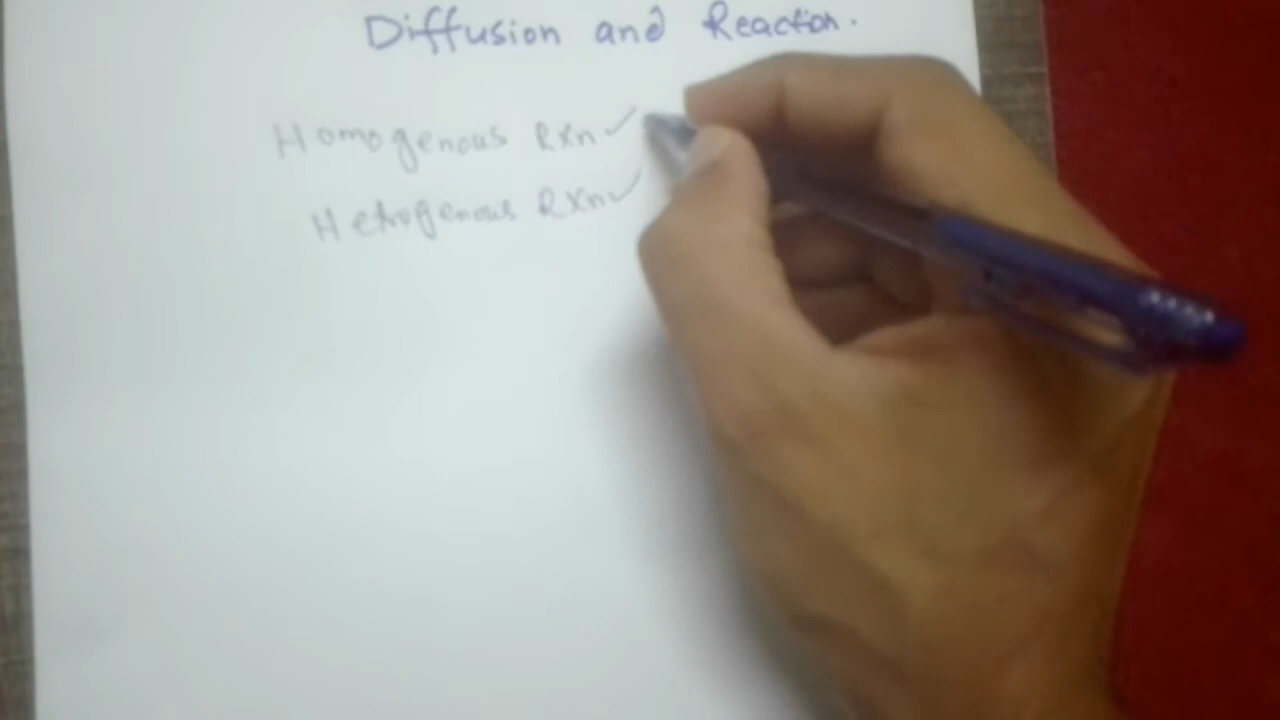 Diffusion and Reaction.
Homogenous Rxn ✓
Hetrogenous Rxn ✓